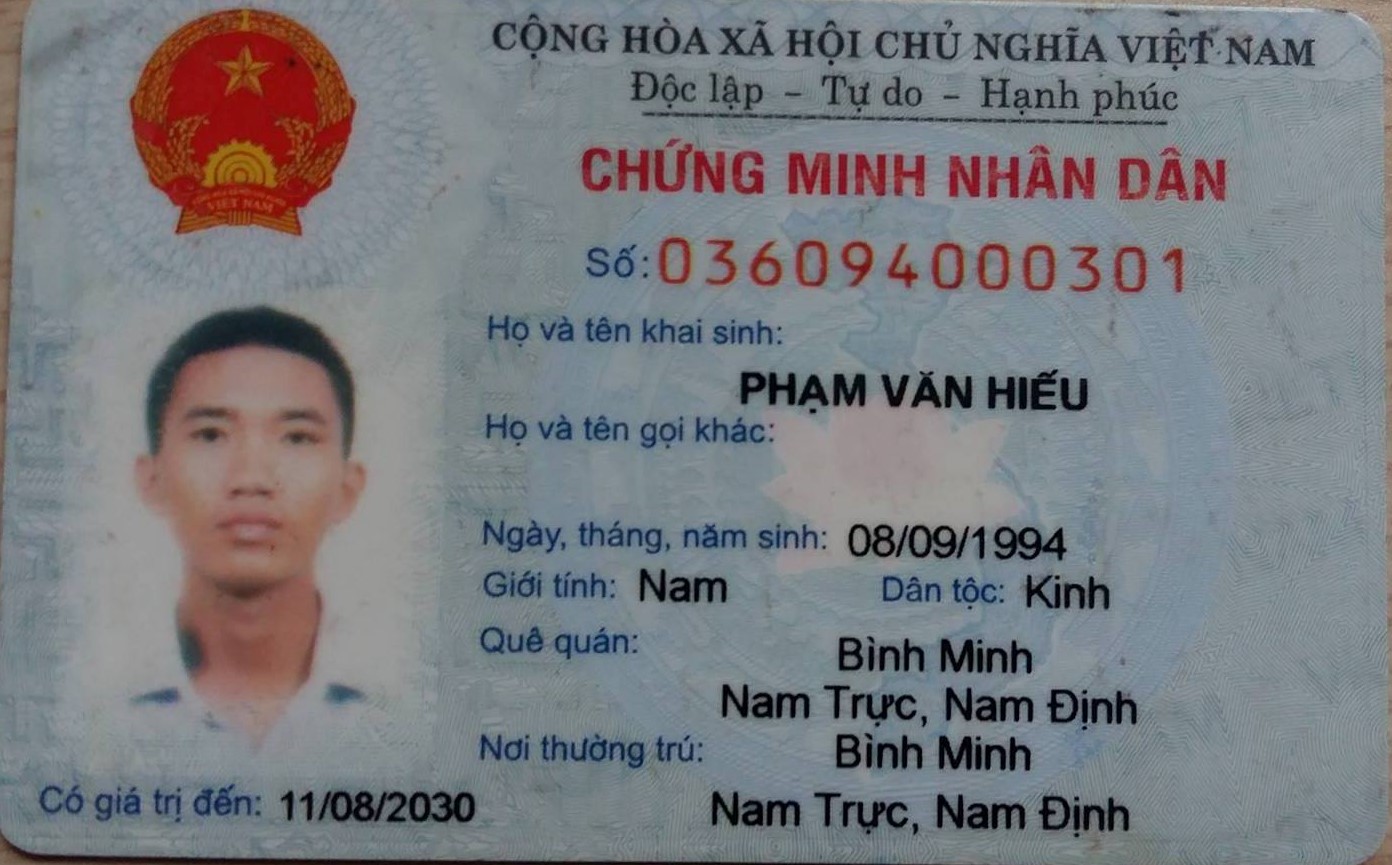 CỘNG HÒA XÃ HỘI CHỦ NGHĨA VIỆT NAM
Độc lập – Tự do – Hạnh phúc
CHỨNG MINH NHÂN DÂN
VIỆT NAM
Số: 036094000301
Họ và tên khai sinh:
PHẠM VĂN HIẾU
Họ và tên gọi khác:
Ngày, tháng, năm sinh: 08/09/1994
Giới tính: Nam Dân tộc: Kinh
Quê quán: Bình Minh
Nam Trực, Nam Định
Nơi thường trú: Bình Minh
Nam Trực, Nam Định
Có giá trị đến: 11/08/2030